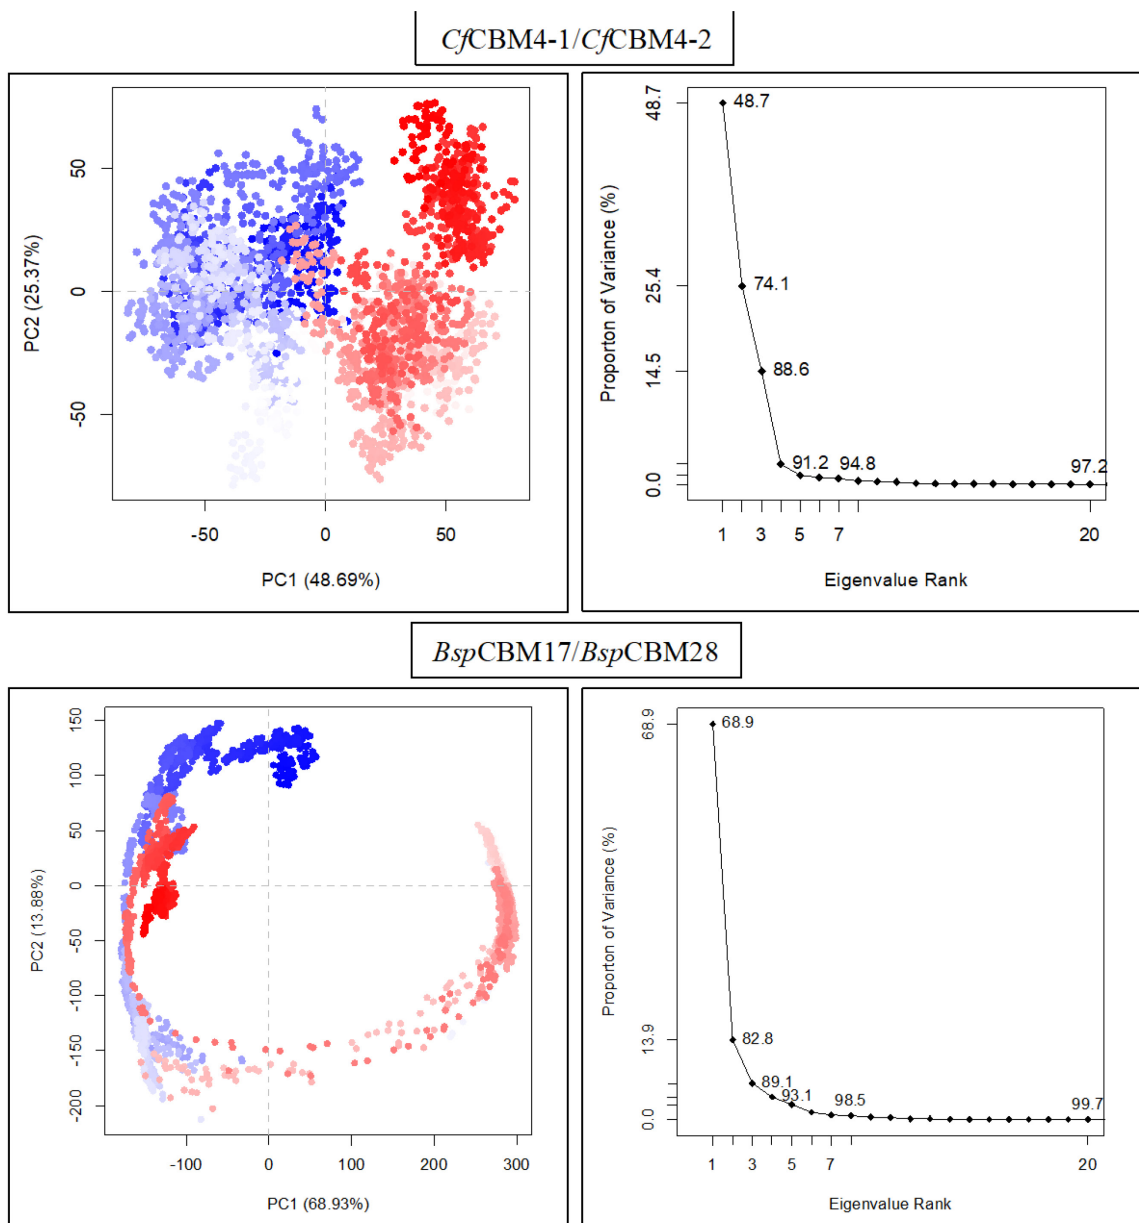 CfCBM4-1/CfCBM4-2
PC2 (25.37%)
50
0
-50
-50 0 50
PC1 (48.69%)
Proporton of Variance (%)
48.7
25.4
14.5
0.0
48.7
74.1
88.6
91.2 94.8 97.2
1 3 5 7 20
Eigenvalue Rank
BspCBM17/BspCBM28
PC2 (13.88%)
150
100
50
0
-50
-100
-150
-200
-100 0 100 200 300
PC1 (68.93%)
Proporton of Variance (%)
68.9
13.9
0.0
68.9
82.8
89.1
93.1 98.5 99.7
1 3 5 7 20
Eigenvalue Rank